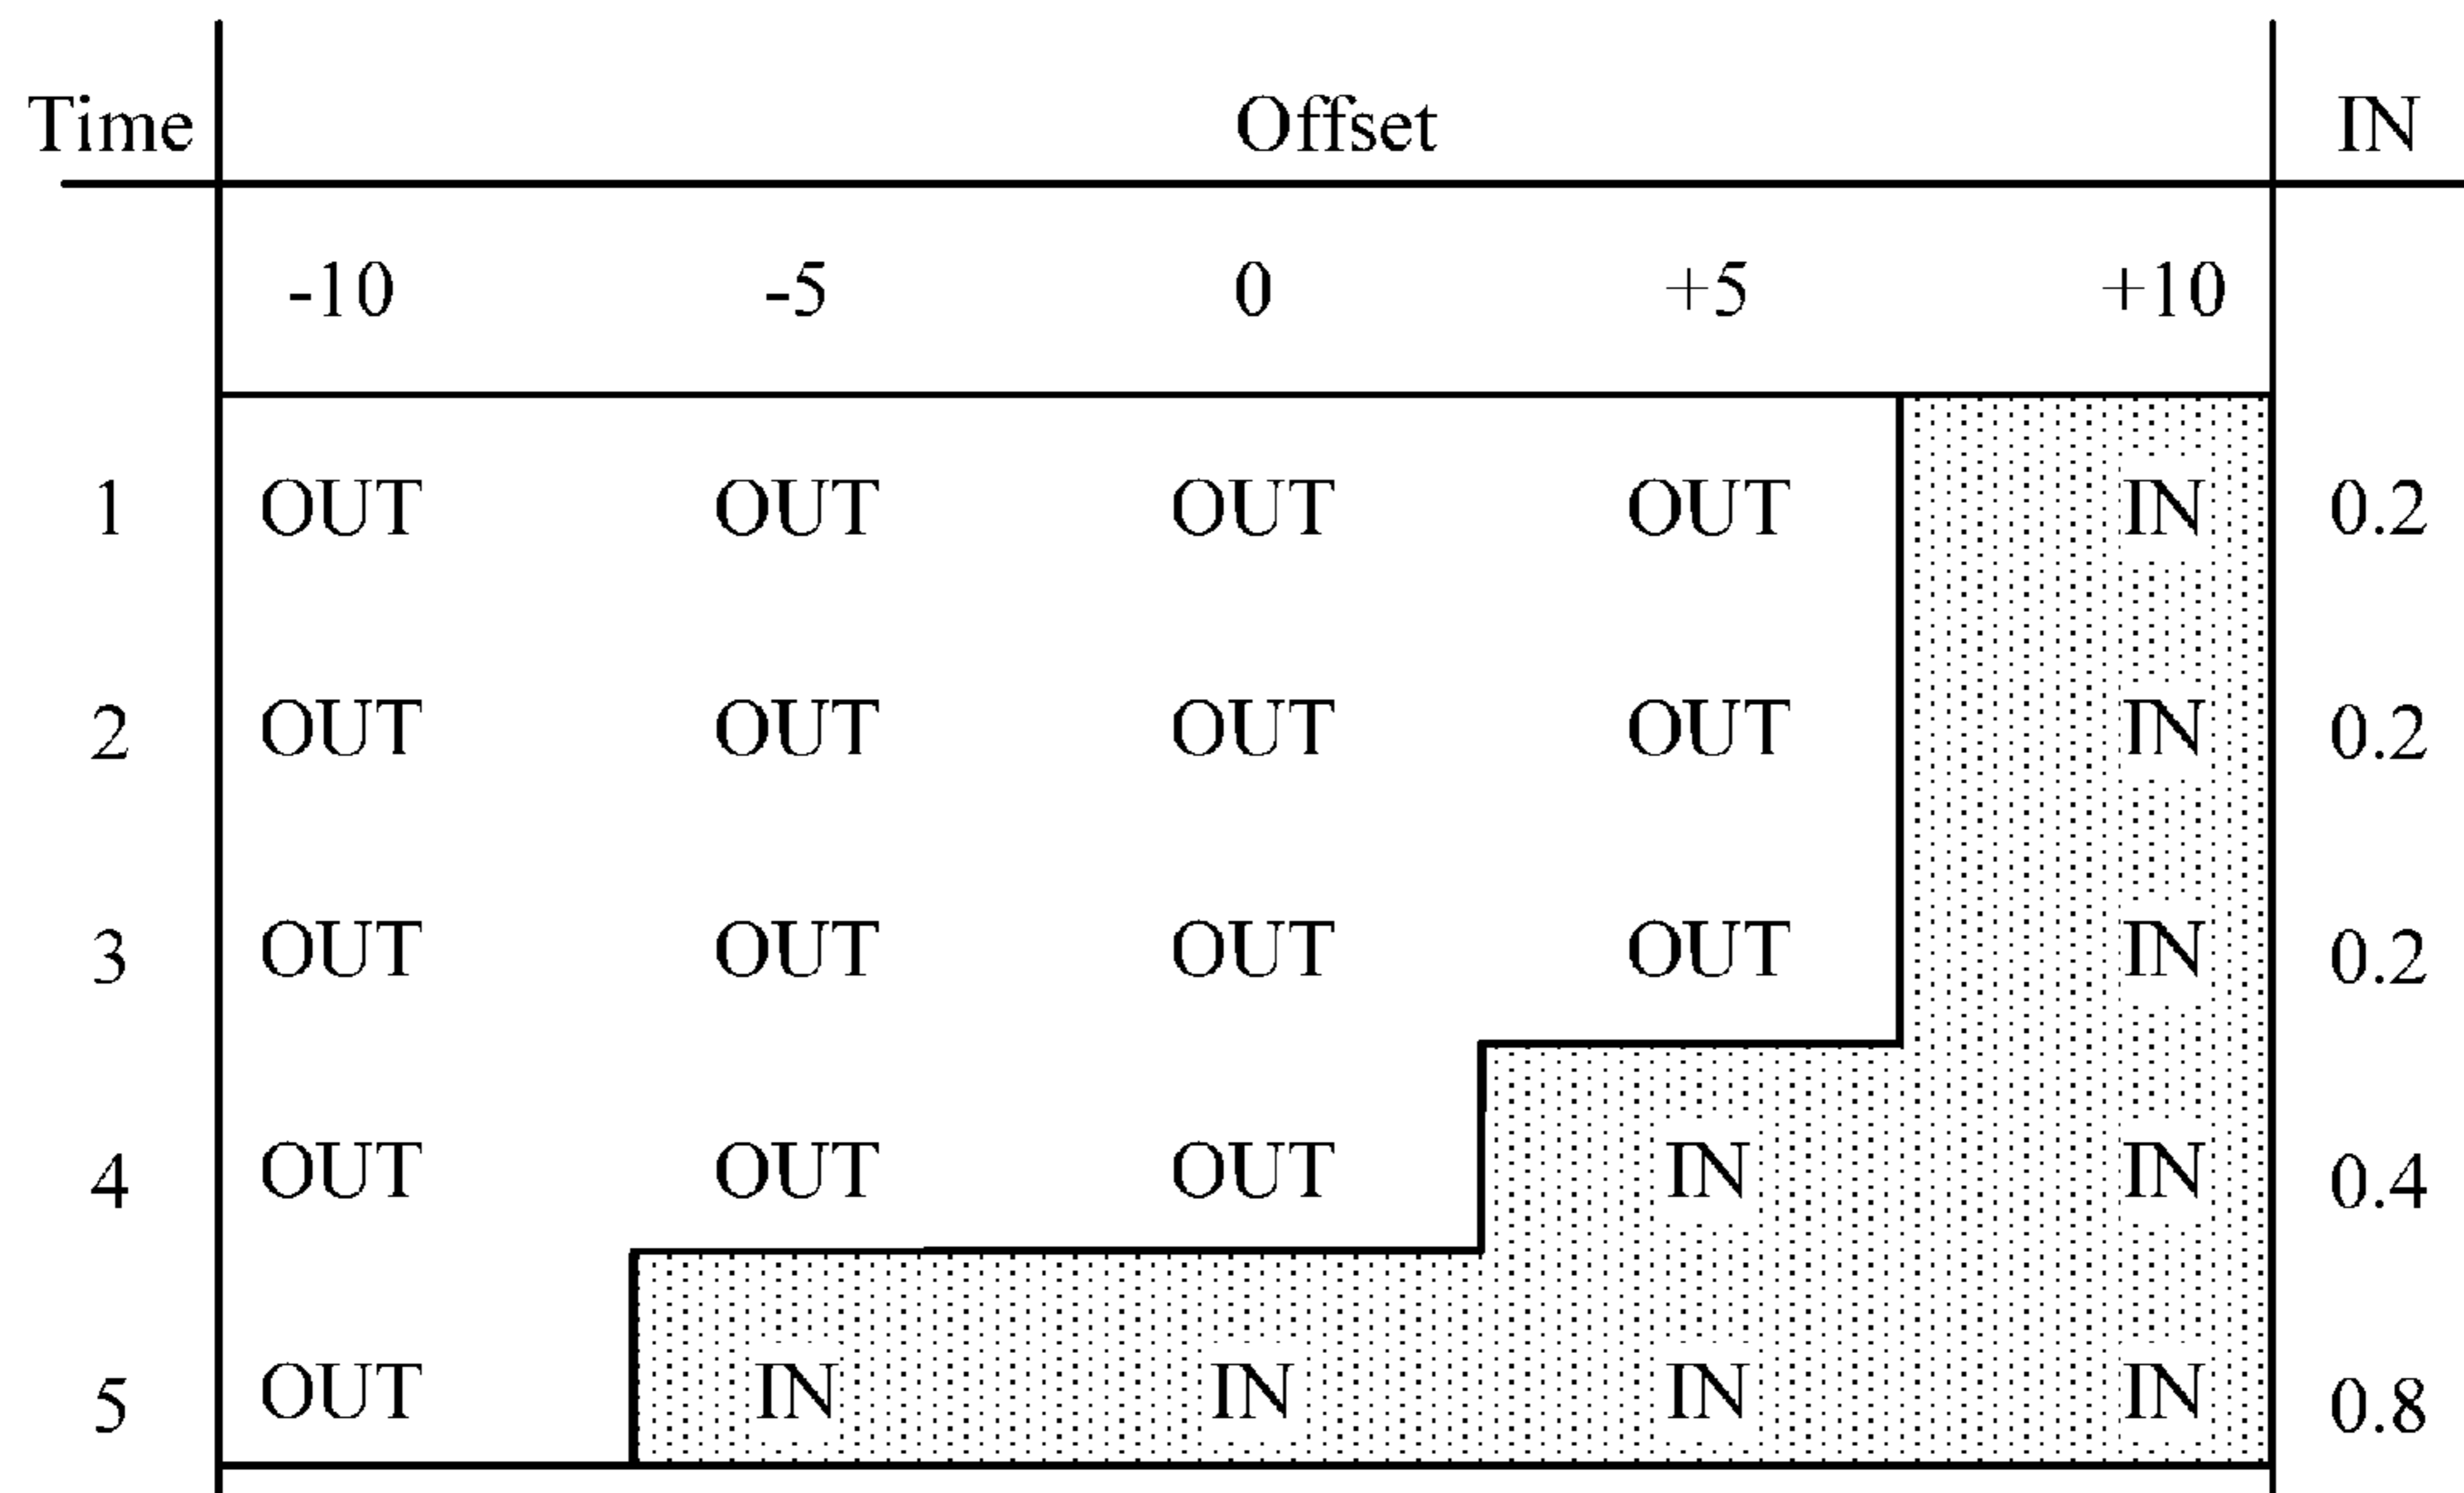 Time Offset IN
-10 -5 0 +5 +10
1 OUT OUT OUT OUT IN 0.2
2 OUT OUT OUT OUT IN 0.2
3 OUT OUT OUT OUT IN 0.2
4 OUT OUT OUT IN IN 0.4
5 OUT IN IN IN IN 0.8